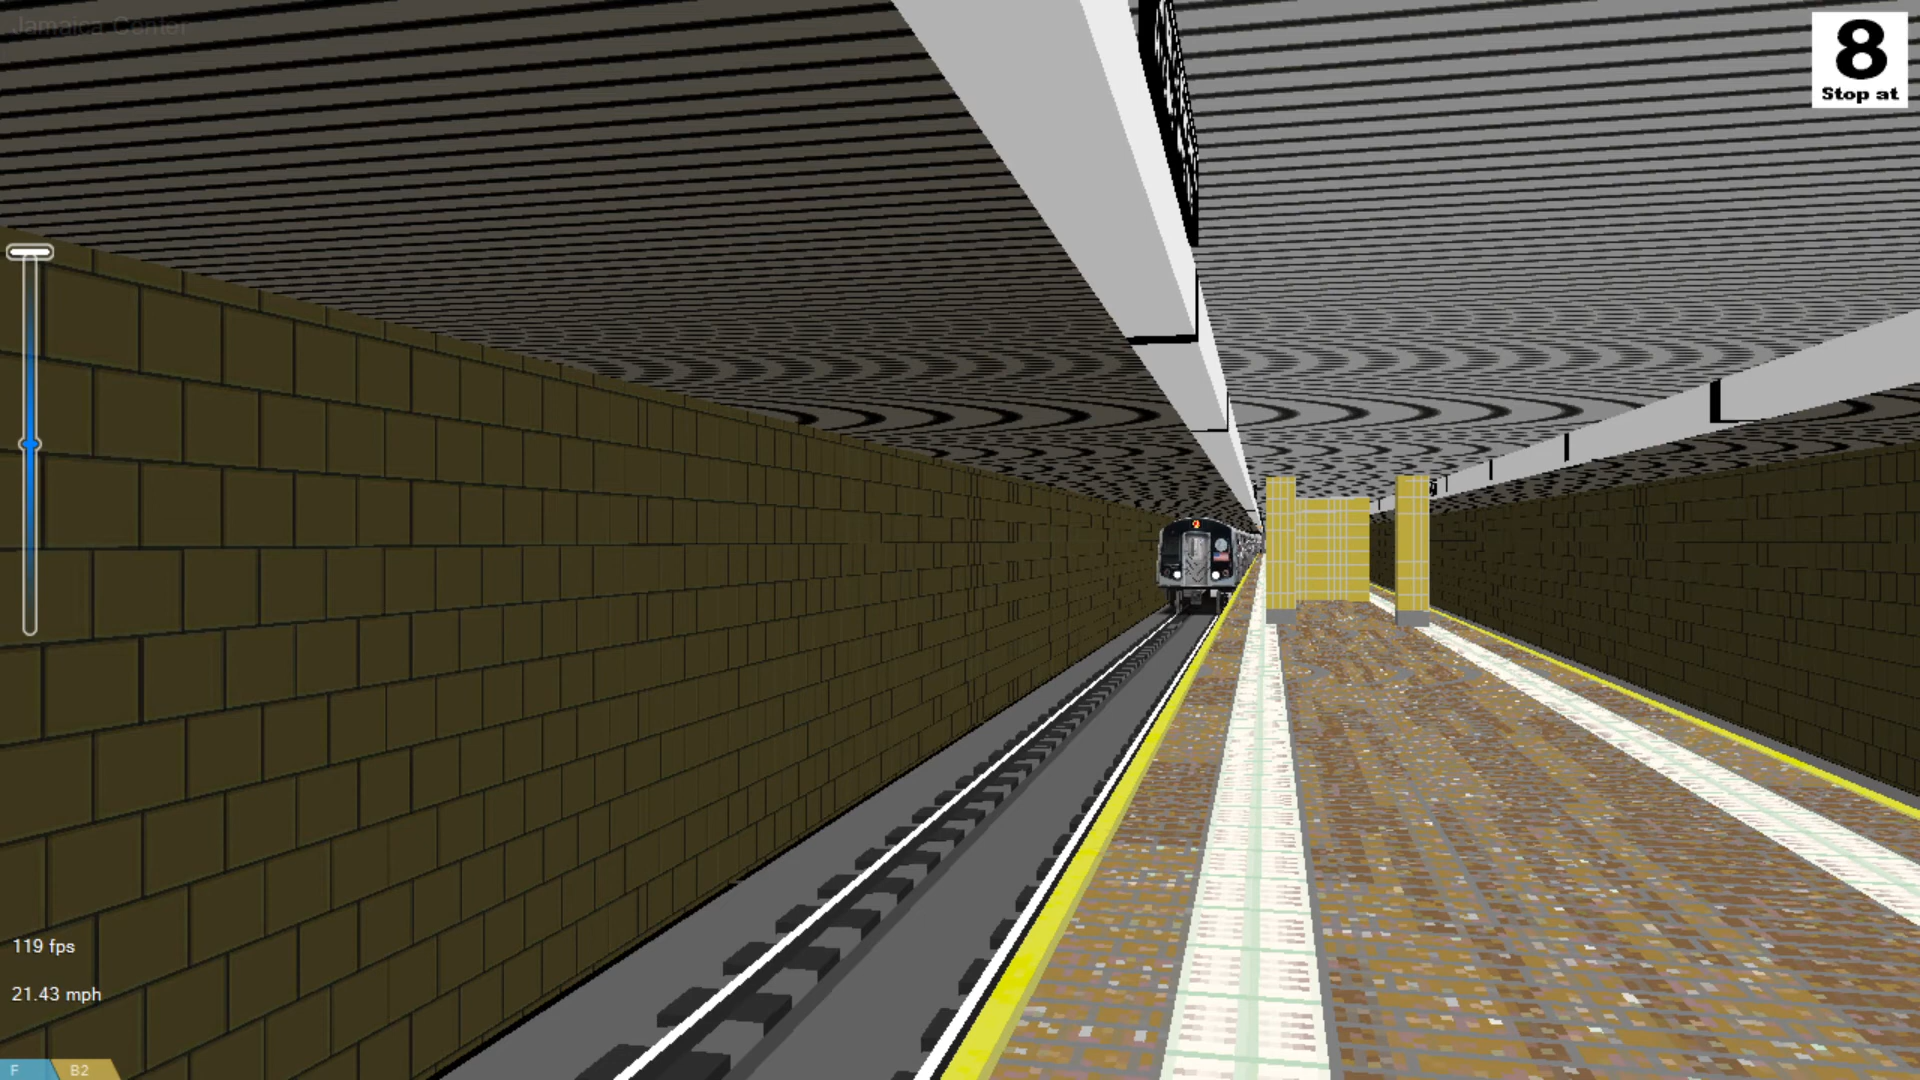 Jamaica Center
8
Stop at
119 fps
21.43 mph
F
B2